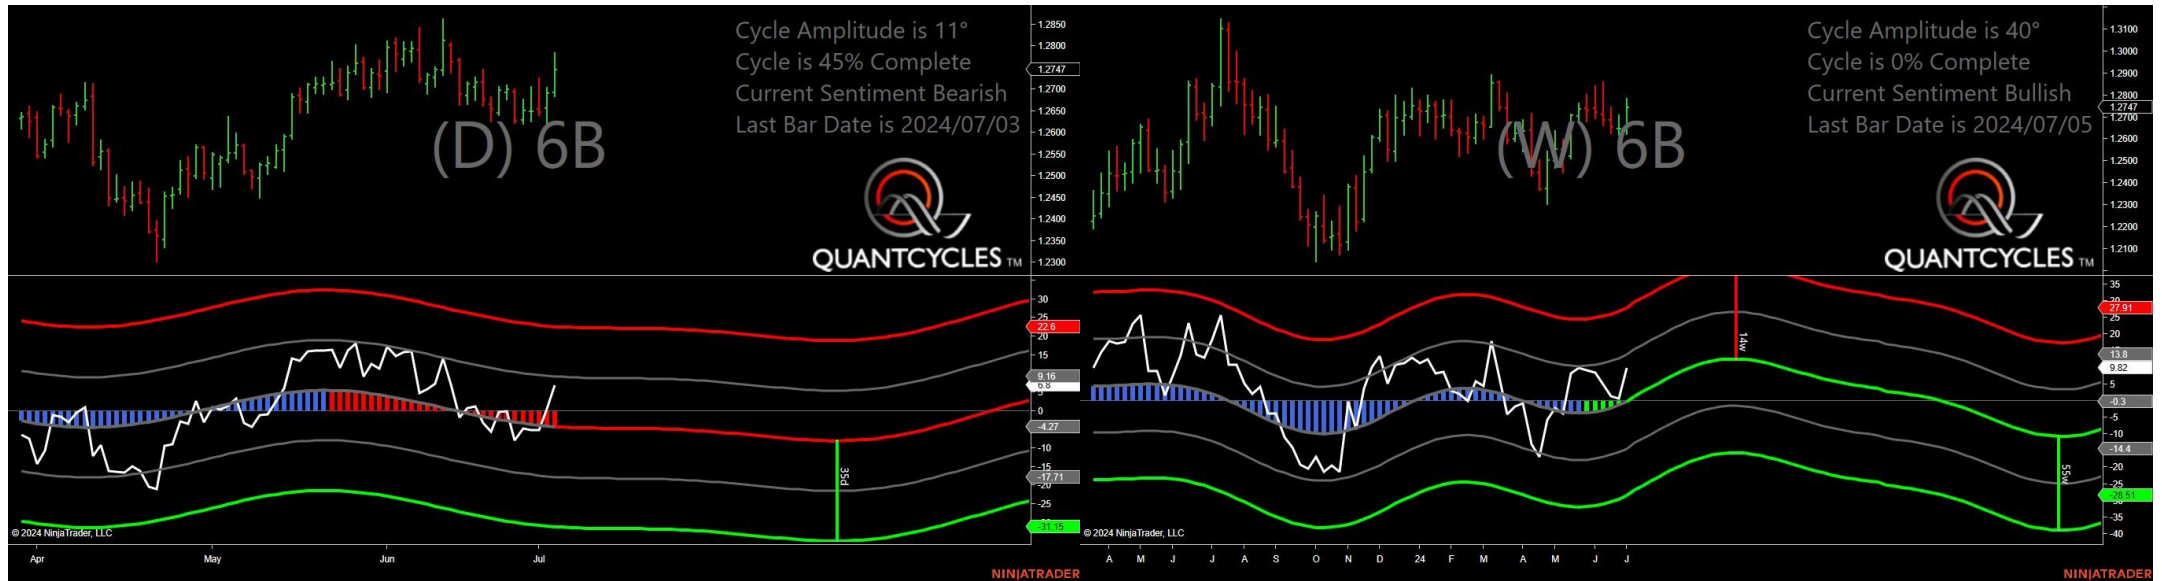 Cycle Amplitude is 11°
Cycle is 45% Complete
Current Sentiment Bearish
Last Bar Date is 2024/07/03
(D) 6B
QUANTCYCLES TM
1.2850
1.2800
1.2747
1.2700
1.2650
1.2600
1.2550
1.2500
1.2450
1.2400
1.2350
1.2300
30
25
22.6
20
15
9.16
6.8
5
0
-4.27
-10
-15
-17.71
-20
-25
-31.15
35d
© 2024 NinjaTrader, LLC
Apr May Jun Jul
NINJATRADER
Cycle Amplitude is 40°
Cycle is 0% Complete
Current Sentiment Bullish
Last Bar Date is 2024/07/05
(W) 6B
QUANTCYCLES TM
1.3100
1.3000
1.2900
1.2800
1.2747
1.2700
1.2600
1.2500
1.2400
1.2300
1.2200
1.2100
35
27.91
25
20
13.8
9.82
5
-0.3
-5
-10
-14.4
-20
-25
-28.51
-35
-40
14w
55w
© 2024 NinjaTrader, LLC
A M J J A S O N D 24 F M A M J J
NINJATRADER